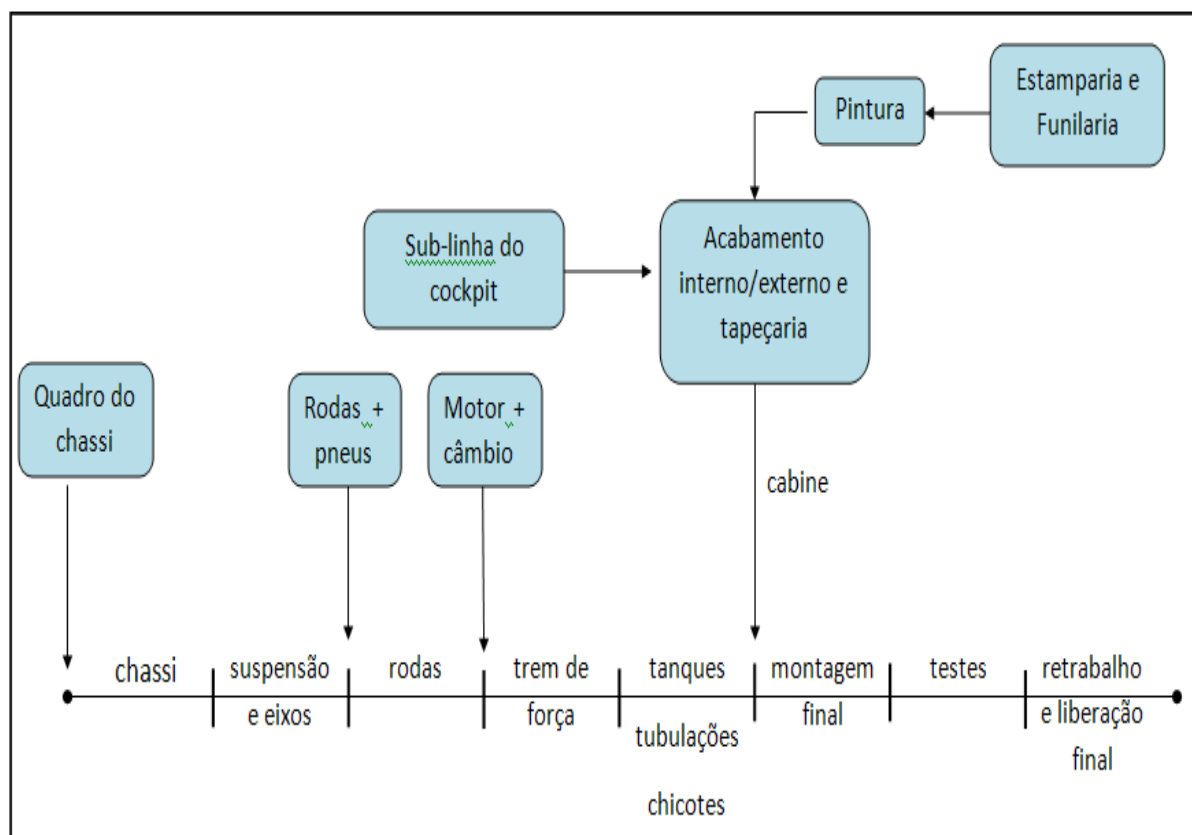 Estamparia e
Funilaria
Pintura
Sub-linha do
cockpit
Acabamento
interno/externo e
tapeçaria
Quadro do
chassi
Rodas +
pneus
Motor +
câmbio
cabine
chassi
suspensão
e eixos
rodas
trem de
força
tanques
tubulações
chicotes
montagem
final
testes
retrabalho
e liberação
final